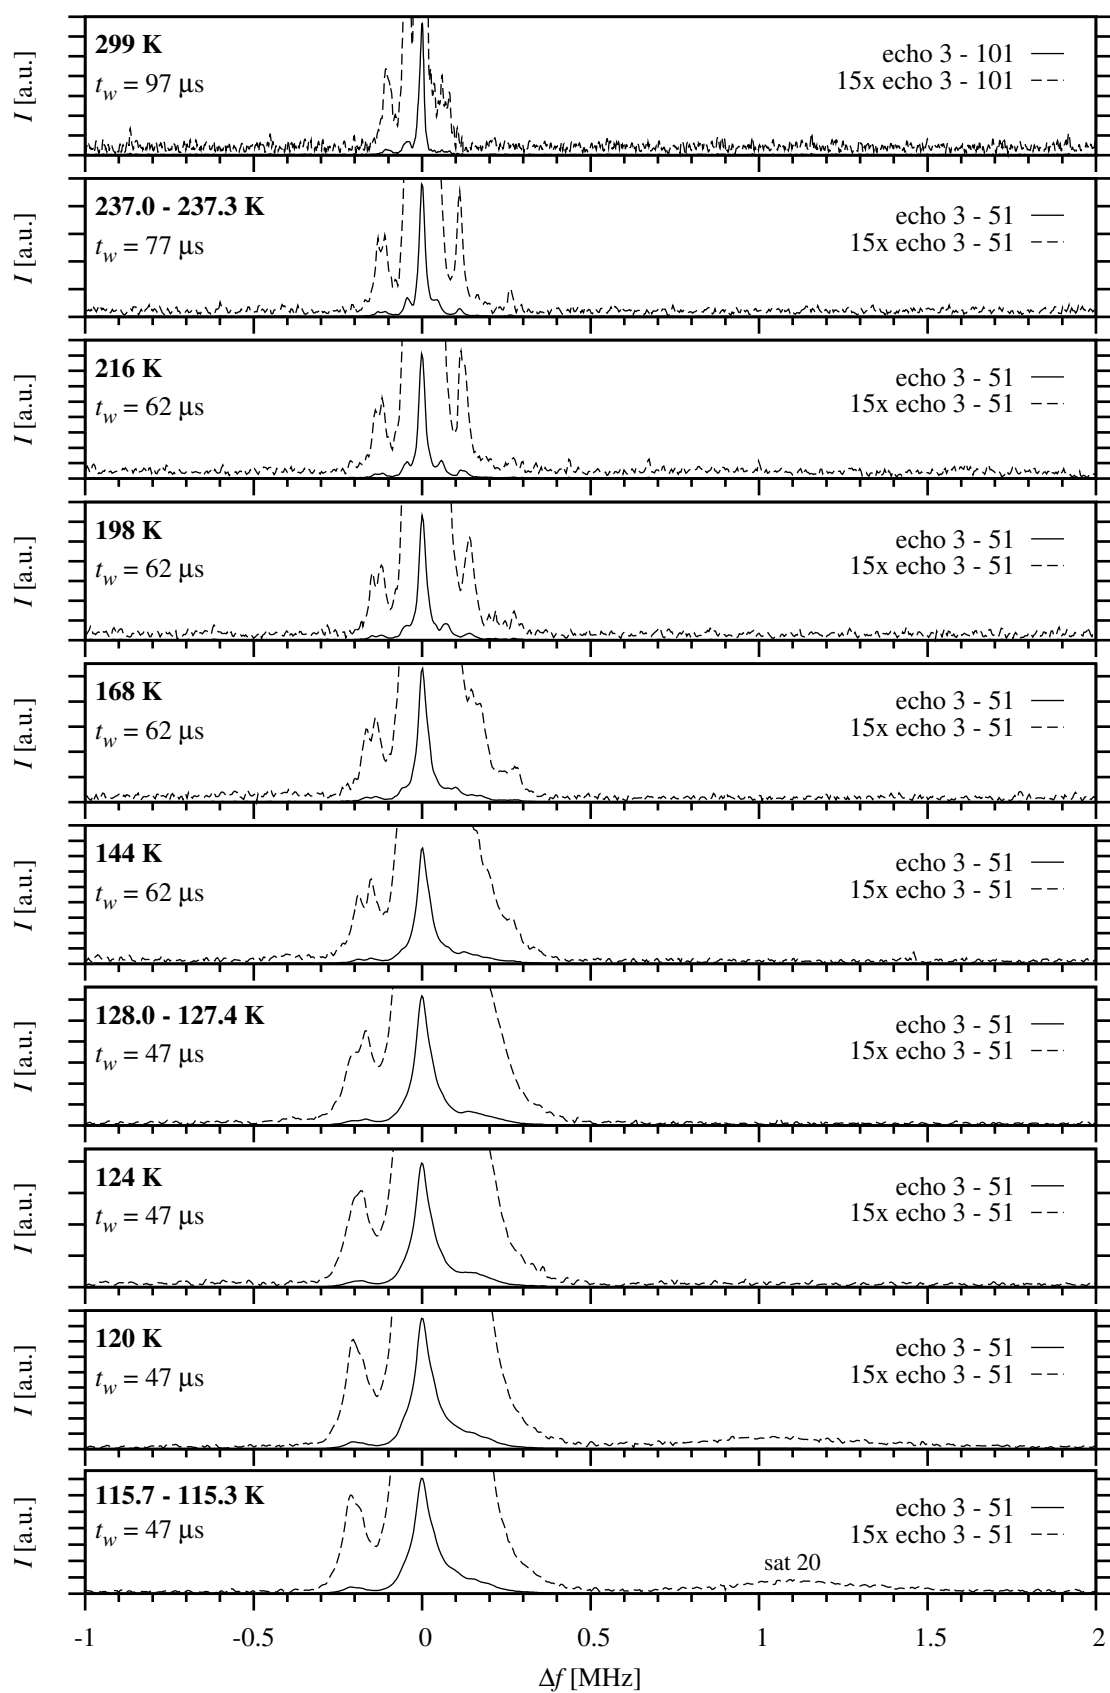 299 K
t_w = 97 μs
echo 3 - 101
15x echo 3 - 101
I [a.u.]
237.0 - 237.3 K
t_w = 77 μs
echo 3 - 51
15x echo 3 - 51
I [a.u.]
216 K
t_w = 62 μs
echo 3 - 51
15x echo 3 - 51
I [a.u.]
198 K
t_w = 62 μs
echo 3 - 51
15x echo 3 - 51
I [a.u.]
168 K
t_w = 62 μs
echo 3 - 51
15x echo 3 - 51
I [a.u.]
144 K
t_w = 62 μs
echo 3 - 51
15x echo 3 - 51
I [a.u.]
128.0 - 127.4 K
t_w = 47 μs
echo 3 - 51
15x echo 3 - 51
I [a.u.]
124 K
t_w = 47 μs
echo 3 - 51
15x echo 3 - 51
I [a.u.]
120 K
t_w = 47 μs
echo 3 - 51
15x echo 3 - 51
I [a.u.]
115.7 - 115.3 K
t_w = 47 μs
echo 3 - 51
15x echo 3 - 51
sat 20
I [a.u.]
-1 -0.5 0 0.5 1 1.5 2
Δf [MHz]